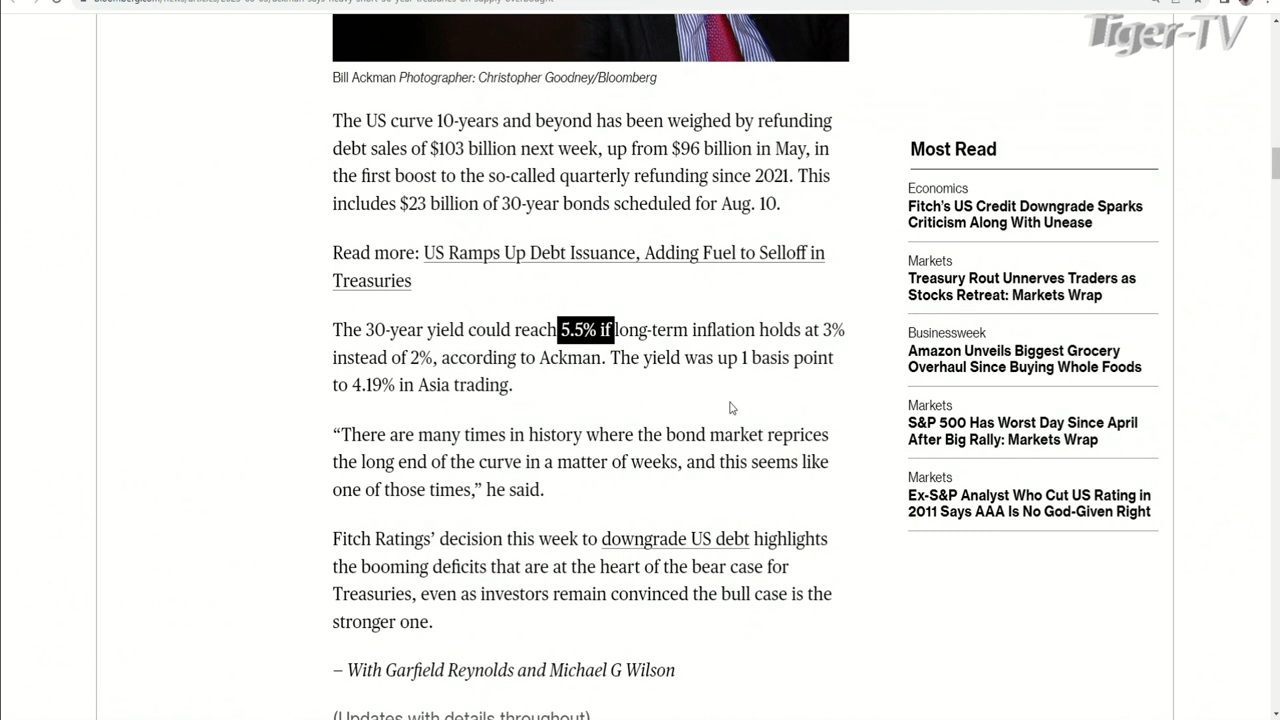 Tiger-TV
Bill Ackman Photographer: Christopher Goodney/Bloomberg
The US curve 10-years and beyond has been weighed by refunding
debt sales of $103 billion next week, up from $96 billion in May, in
the first boost to the so-called quarterly refunding since 2021. This
includes $23 billion of 30-year bonds scheduled for Aug. 10.
Read more: US Ramps Up Debt Issuance, Adding Fuel to Selloff in
Treasuries
The 30-year yield could reach 5.5% if long-term inflation holds at 3%
instead of 2%, according to Ackman. The yield was up 1 basis point
to 4.19% in Asia trading.
“There are many times in history where the bond market reprices
the long end of the curve in a matter of weeks, and this seems like
one of those times,” he said.
Fitch Ratings’ decision this week to downgrade US debt highlights
the booming deficits that are at the heart of the bear case for
Treasuries, even as investors remain convinced the bull case is the
stronger one.
– With Garfield Reynolds and Michael G Wilson
(Updates with details throughout)
Most Read
Economics
Fitch’s US Credit Downgrade Sparks
Criticism Along With Unease
Markets
Treasury Rout Unnerves Traders as
Stocks Retreat: Markets Wrap
Businessweek
Amazon Unveils Biggest Grocery
Overhaul Since Buying Whole Foods
Markets
S&P 500 Has Worst Day Since April
After Big Rally: Markets Wrap
Markets
Ex-S&P Analyst Who Cut US Rating in
2011 Says AAA Is No God-Given Right